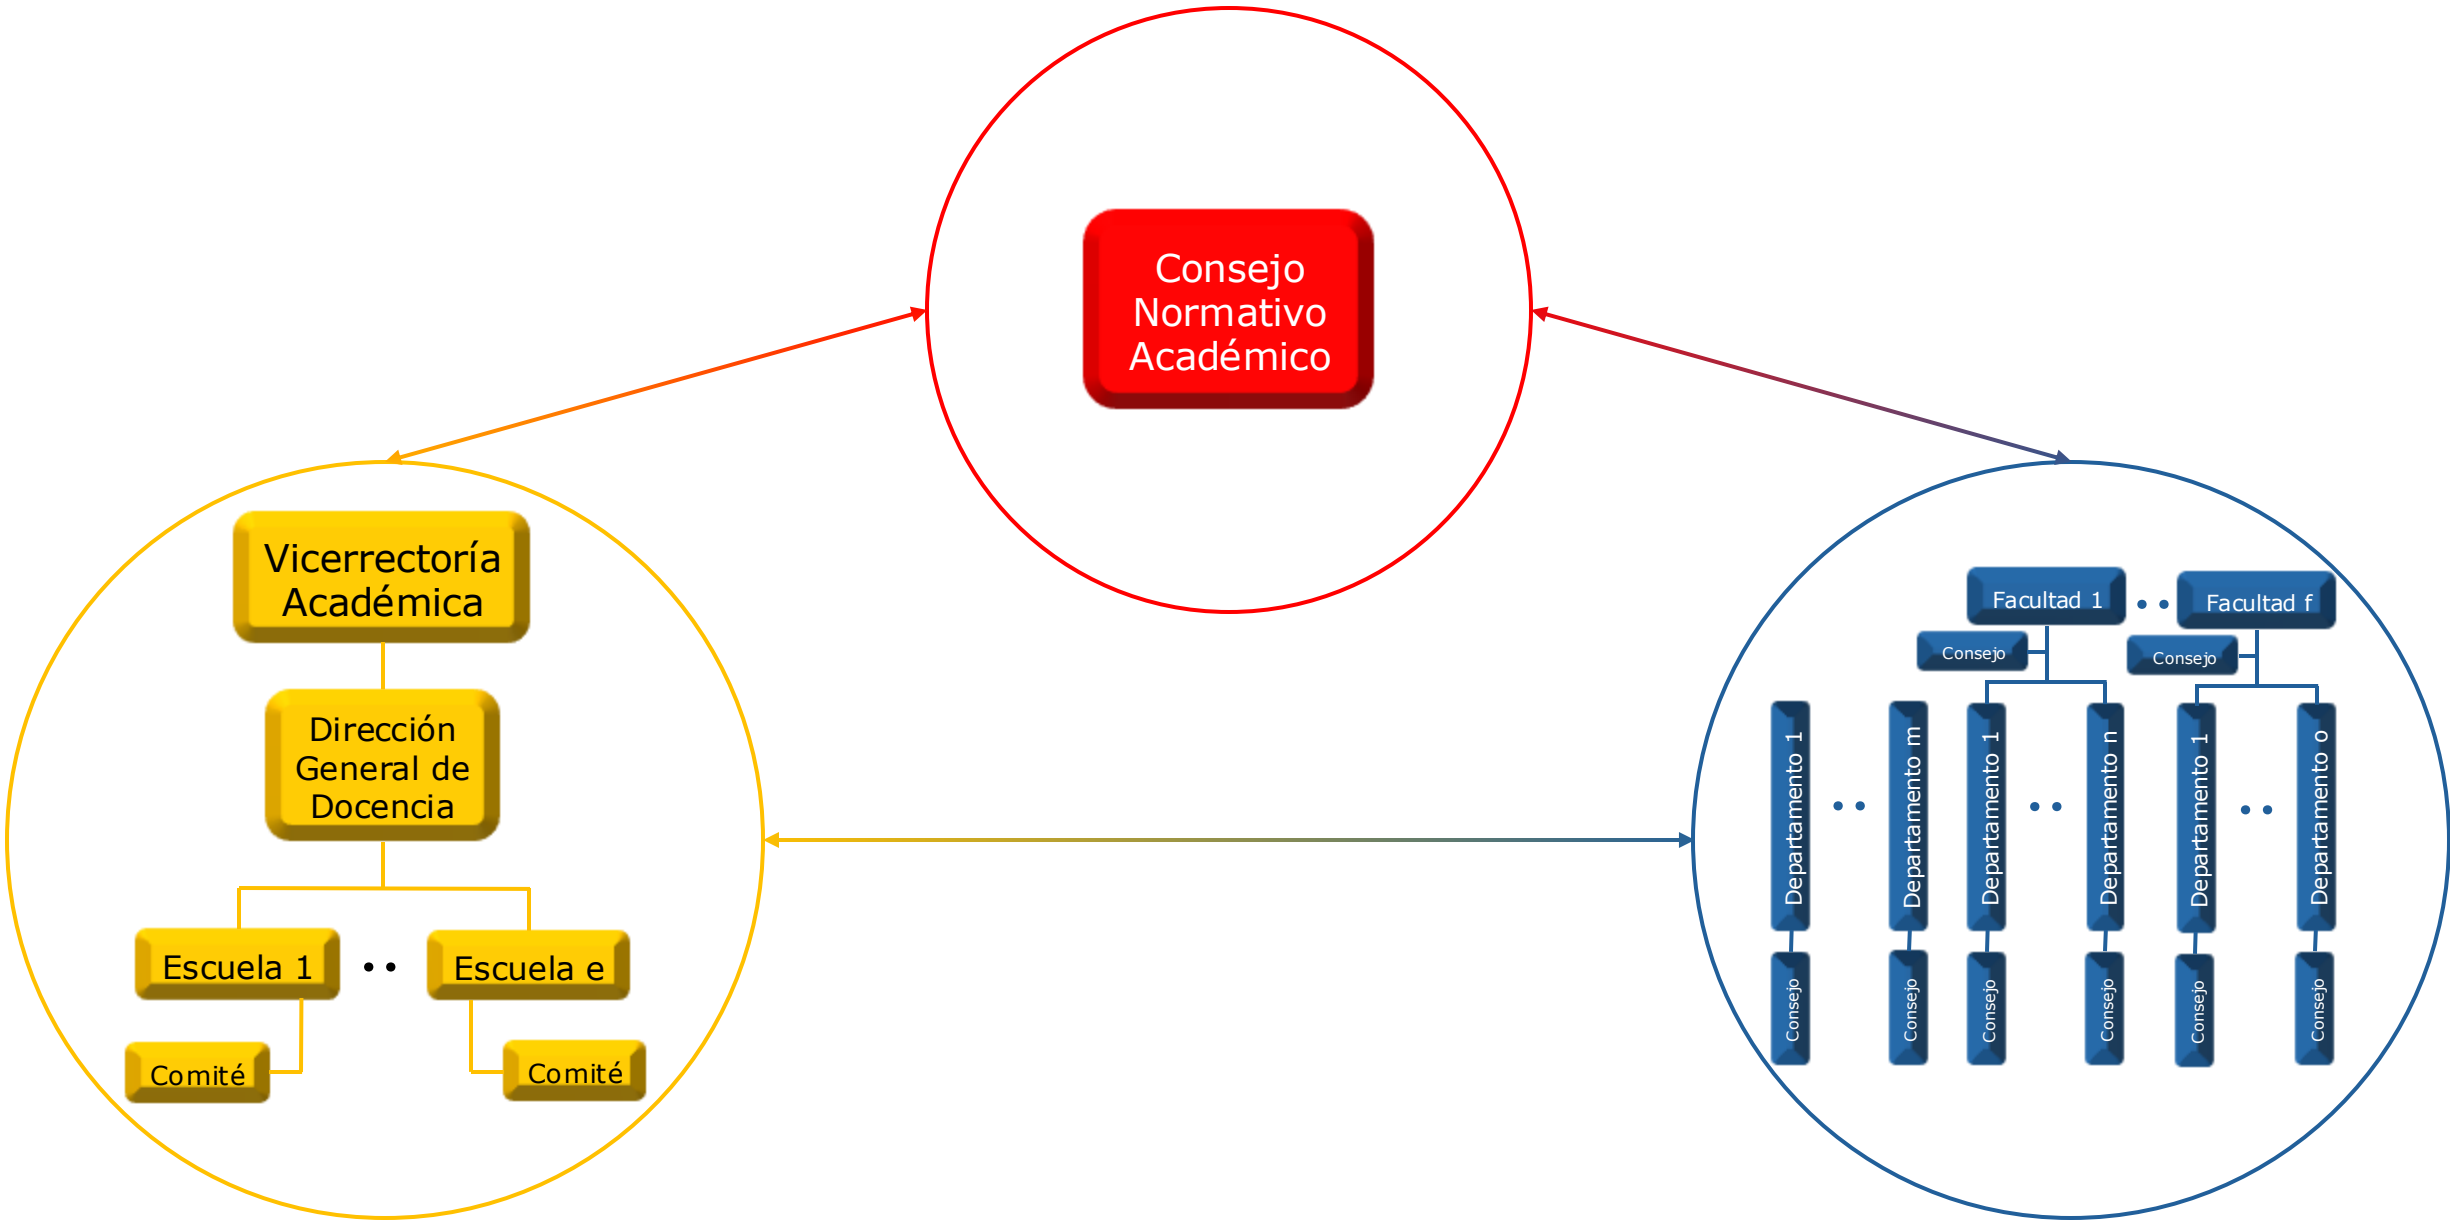 Consejo
Normativo
Académico
Vicerrectoría
Académica
Dirección
General de
Docencia
Escuela 1
Escuela e
Comité
Comité
Facultad 1
Facultad f
Consejo
Consejo
Departamento 1
Departamento m
Departamento 1
Departamento n
Departamento 1
Departamento o
Consejo
Consejo
Consejo
Consejo
Consejo
Consejo